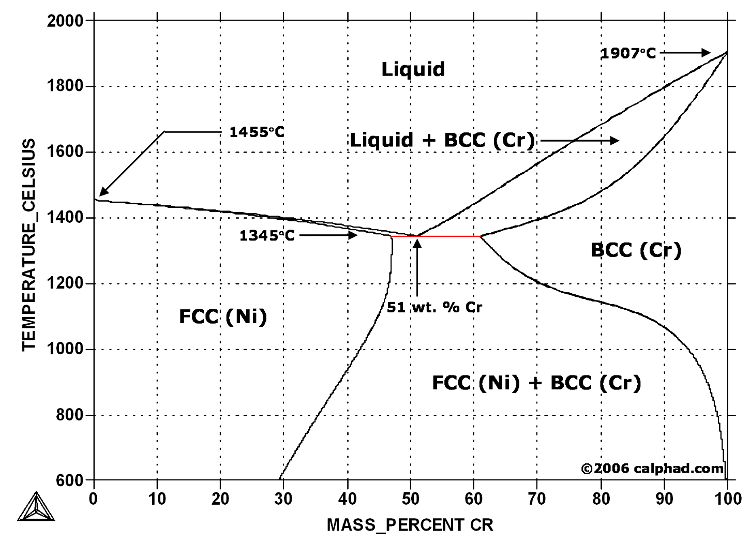 2000
1907°C
Liquid
1800
1455°C
Liquid + BCC (Cr)
1600
TEMPERATURE_CELSIUS
1400
1345°C
BCC (Cr)
1200
51 wt. % Cr
FCC (Ni)
1000
FCC (Ni) + BCC (Cr)
800
©2006 calphad.com
600
0 10 20 30 40 50 60 70 80 90 100
MASS_PERCENT CR